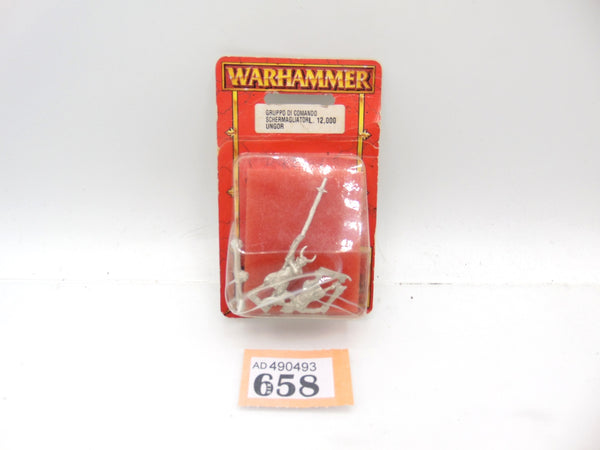 WARHAMMER
GRUPPO DI COMANDO
SCHERMAGLIATORI L. 12,000
UNGOR
AD 490493
658